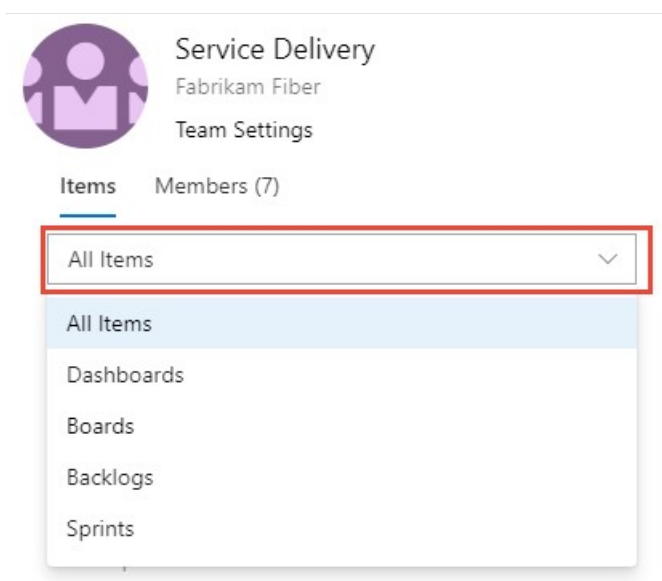 Service Delivery
Fabrikam Fiber
Team Settings
Items Members (7)
All Items
All Items
Dashboards
Boards
Backlogs
Sprints